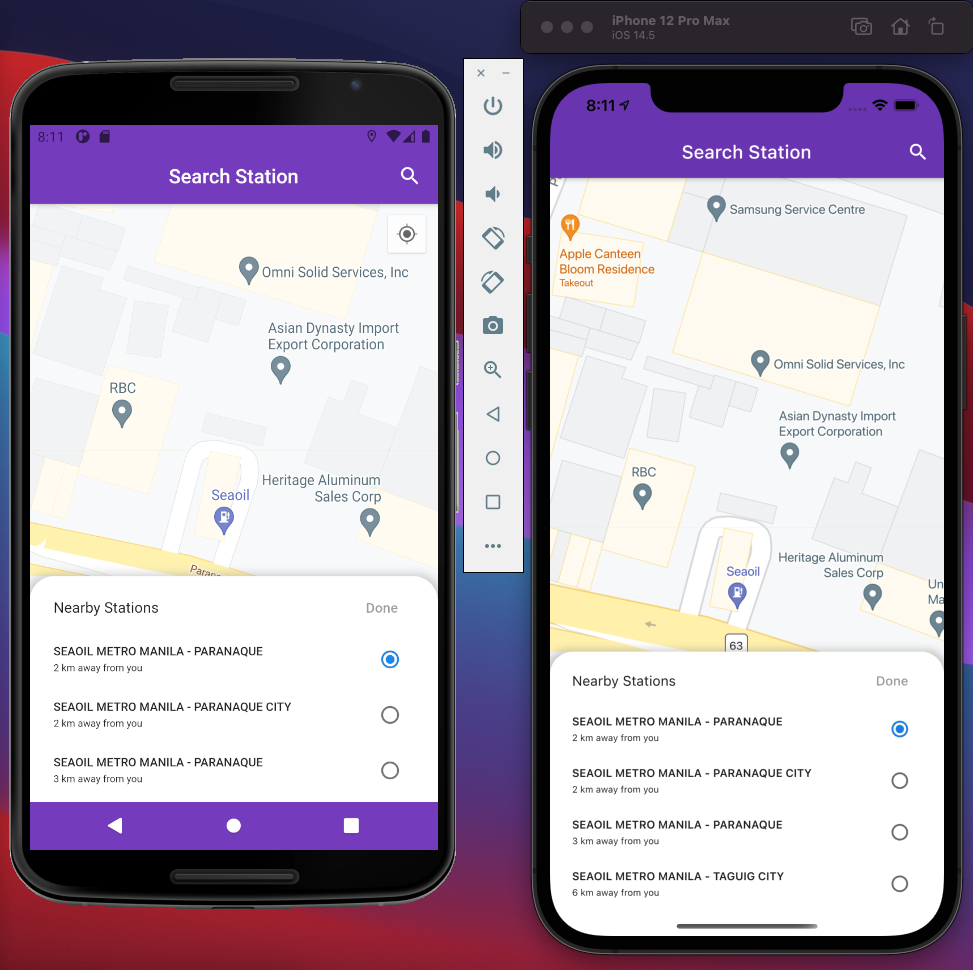 iPhone 12 Pro Max
iOS 14.5
8:11
Search Station
Omni Solid Services, Inc
Asian Dynasty Import
Export Corporation
RBC
Heritage Aluminum
Sales Corp
Seaoil
Paran
Nearby Stations
Done
SEAOIL METRO MANILA - PARANAQUE
2 km away from you
SEAOIL METRO MANILA - PARANAQUE CITY
2 km away from you
SEAOIL METRO MANILA - PARANAQUE
3 km away from you
8:11
Search Station
Samsung Service Centre
Apple Canteen
Bloom Residence
Takeout
Omni Solid Services, Inc
Asian Dynasty Import
Export Corporation
RBC
Heritage Aluminum
Sales Corp
Seaoil
Un
Ma
63
Nearby Stations
Done
SEAOIL METRO MANILA - PARANAQUE
2 km away from you
SEAOIL METRO MANILA - PARANAQUE CITY
2 km away from you
SEAOIL METRO MANILA - PARANAQUE
3 km away from you
SEAOIL METRO MANILA - TAGUIG CITY
6 km away from you